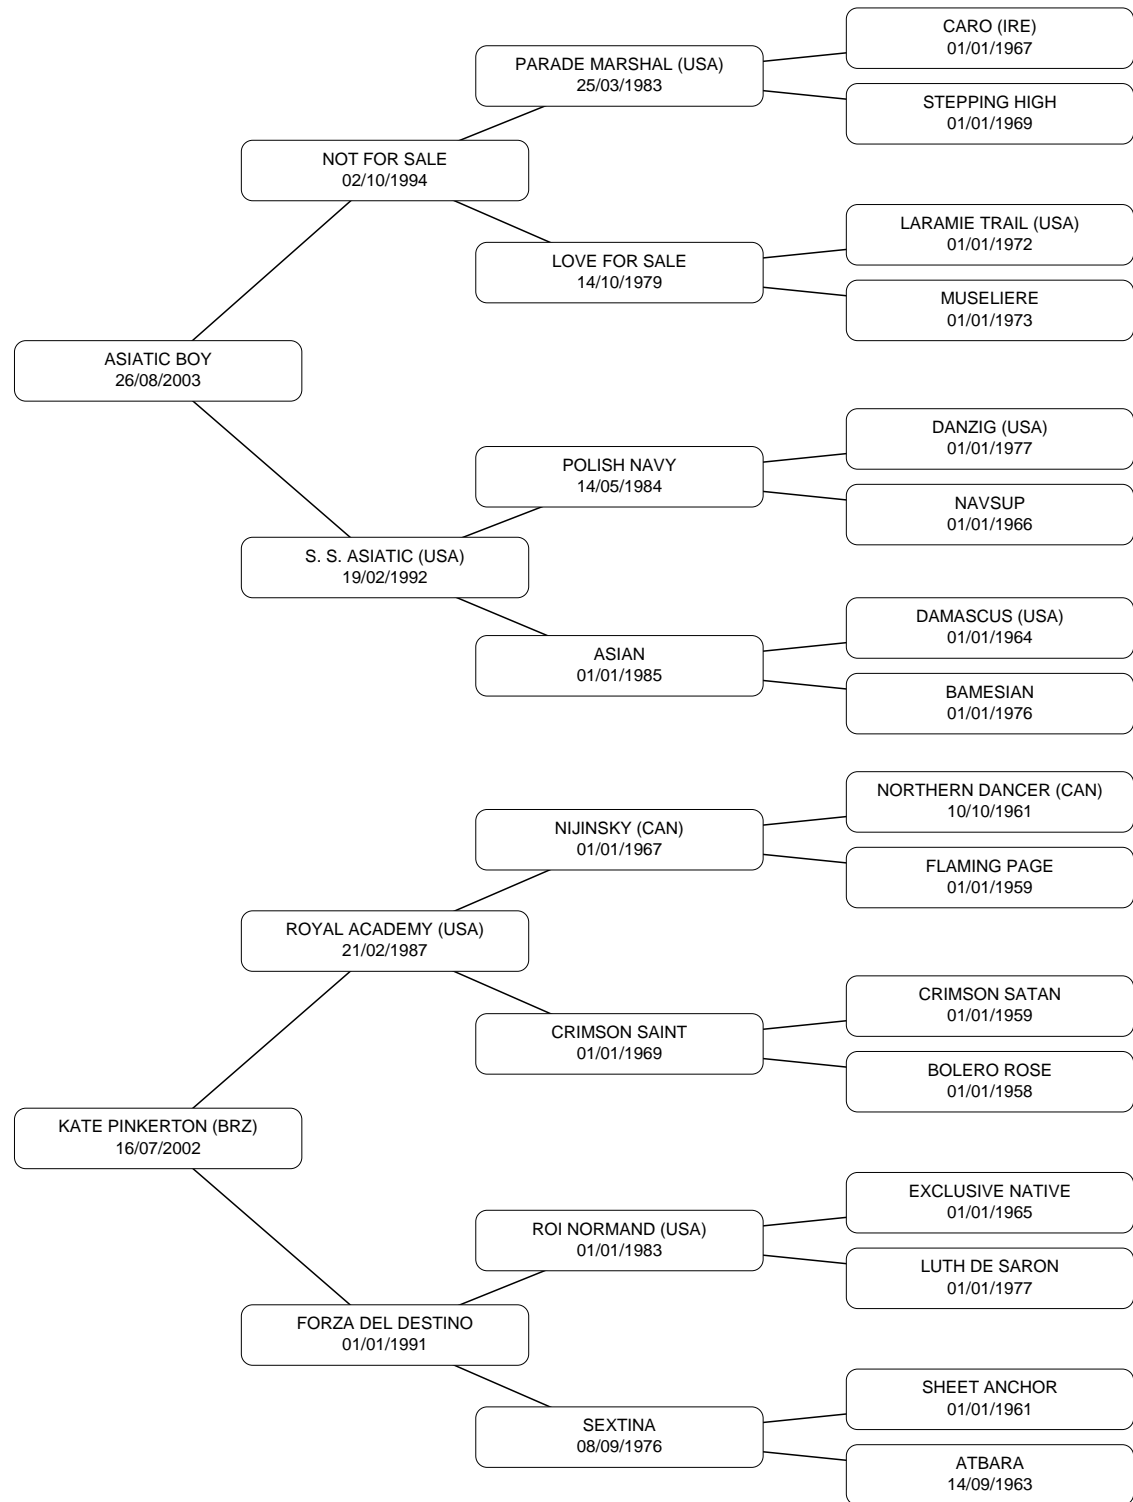 CARO (IRE)
01/01/1967
PARADE MARSHAL (USA)
25/03/1983
STEPPING HIGH
01/01/1969
NOT FOR SALE
02/10/1994
LARAMIE TRAIL (USA)
01/01/1972
LOVE FOR SALE
14/10/1979
MUSELIERE
01/01/1973
ASIATIC BOY
26/08/2003
DANZIG (USA)
01/01/1977
POLISH NAVY
14/05/1984
NAVSUP
01/01/1966
S. S. ASIATIC (USA)
19/02/1992
DAMASCUS (USA)
01/01/1964
ASIAN
01/01/1985
BAMESIAN
01/01/1976
NORTHERN DANCER (CAN)
10/10/1961
NIJINSKY (CAN)
01/01/1967
FLAMING PAGE
01/01/1959
ROYAL ACADEMY (USA)
21/02/1987
CRIMSON SATAN
01/01/1959
CRIMSON SAINT
01/01/1969
BOLERO ROSE
01/01/1958
KATE PINKERTON (BRZ)
16/07/2002
EXCLUSIVE NATIVE
01/01/1965
ROI NORMAND (USA)
01/01/1983
LUTH DE SARON
01/01/1977
FORZA DEL DESTINO
01/01/1991
SHEET ANCHOR
01/01/1961
SEXTINA
08/09/1976
ATBARA
14/09/1963